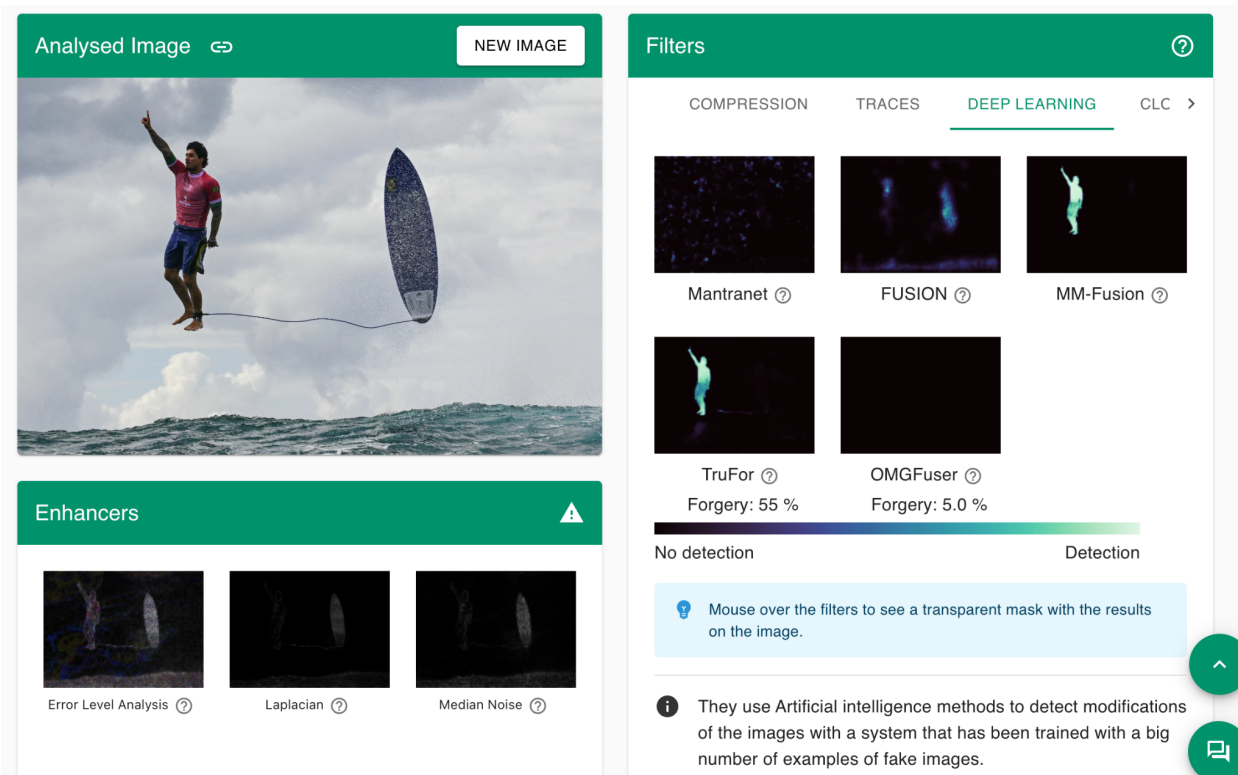 Analysed Image
NEW IMAGE
Filters
COMPRESSION
TRACES
DEEP LEARNING
CLO
Mantranet
FUSION
MM-Fusion
TruFor
Forgery: 55 %
OMGFuser
Forgery: 5.0 %
No detection
Detection
Mouse over the filters to see a transparent mask with the results
on the image.
They use Artificial intelligence methods to detect modifications
of the images with a system that has been trained with a big
number of examples of fake images.
Enhancers
Error Level Analysis
Laplacian
Median Noise